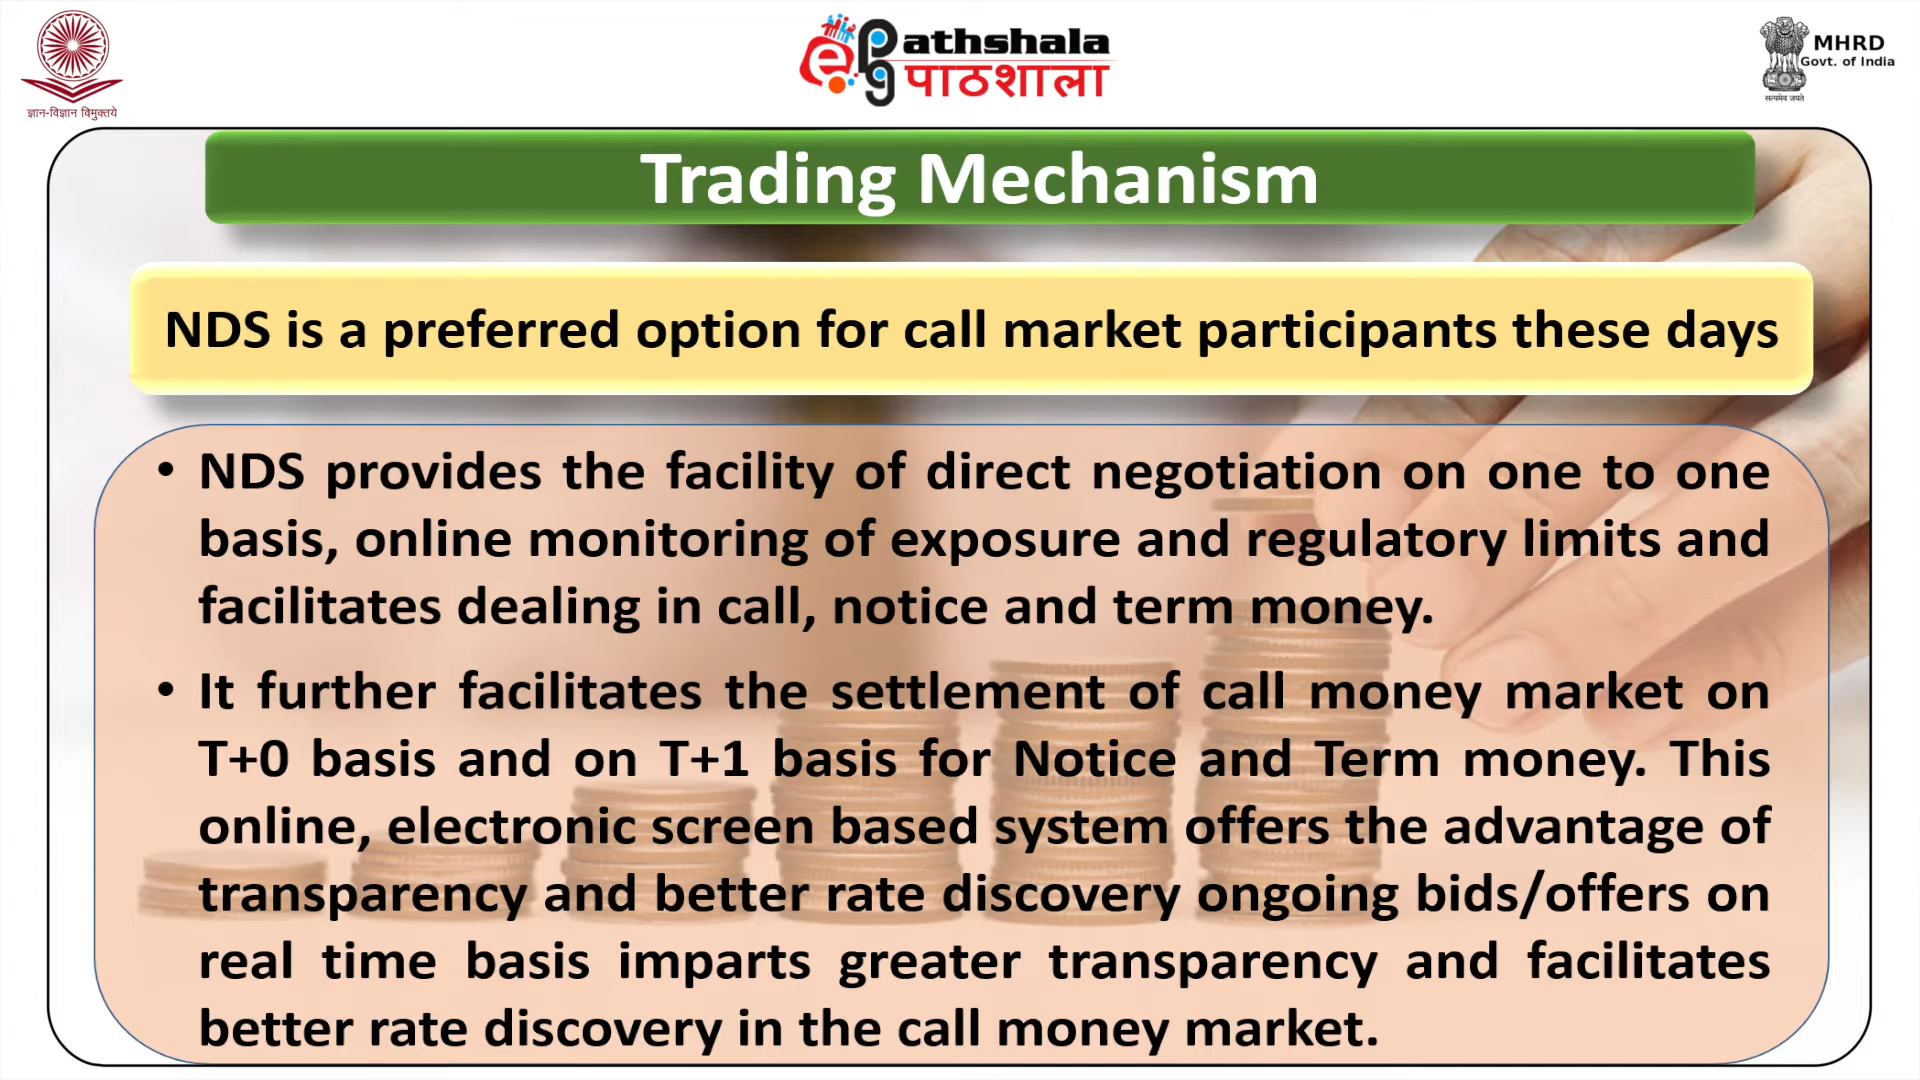 ज्ञान-विज्ञान विमुक्तये
e pg athshala
पाठशाला
MHRD
Govt. of India
सत्यमेव जयते
Trading Mechanism
NDS is a preferred option for call market participants these days
• NDS provides the facility of direct negotiation on one to one
basis, online monitoring of exposure and regulatory limits and
facilitates dealing in call, notice and term money.
• It further facilitates the settlement of call money market on
T+0 basis and on T+1 basis for Notice and Term money. This
online, electronic screen based system offers the advantage of
transparency and better rate discovery ongoing bids/offers on
real time basis imparts greater transparency and facilitates
better rate discovery in the call money market.